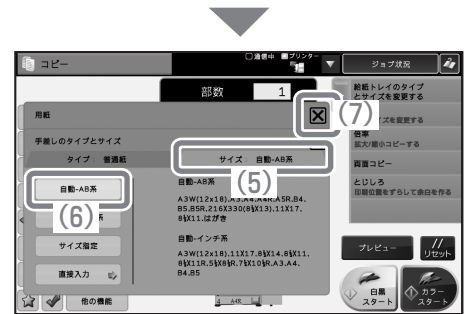 コピー
□通信中 ■プリンター
ジョブ状況
部数 1
給紙トレイのタイプ
とサイズを変更する
用紙
(7)
イズを変更する
倍率
拡大/縮小コピーする
手差しのタイプとサイズ
タイプ： 普通紙
サイズ： 自動-AB系
両面コピー
(5)
自動-AB系
自動-AB系
とじしろ
印刷位置をずらして余白を作る
A3W(12x18),A3,A4,A4R,A5R,B4,
B5,B5R,216X330(8½X13),11X17,
8½X11,はがき
(6)
系
自動-インチ系
サイズ指定
A3W(12x18),11X17,8½X14,8½X11,
8½X11R,5½X8½R,7¼X10½R,A3,A4,
B4,B5
プレビュー
//
リセット
直接入力
白黒
スタート
カラー
スタート
他の機能
A4R